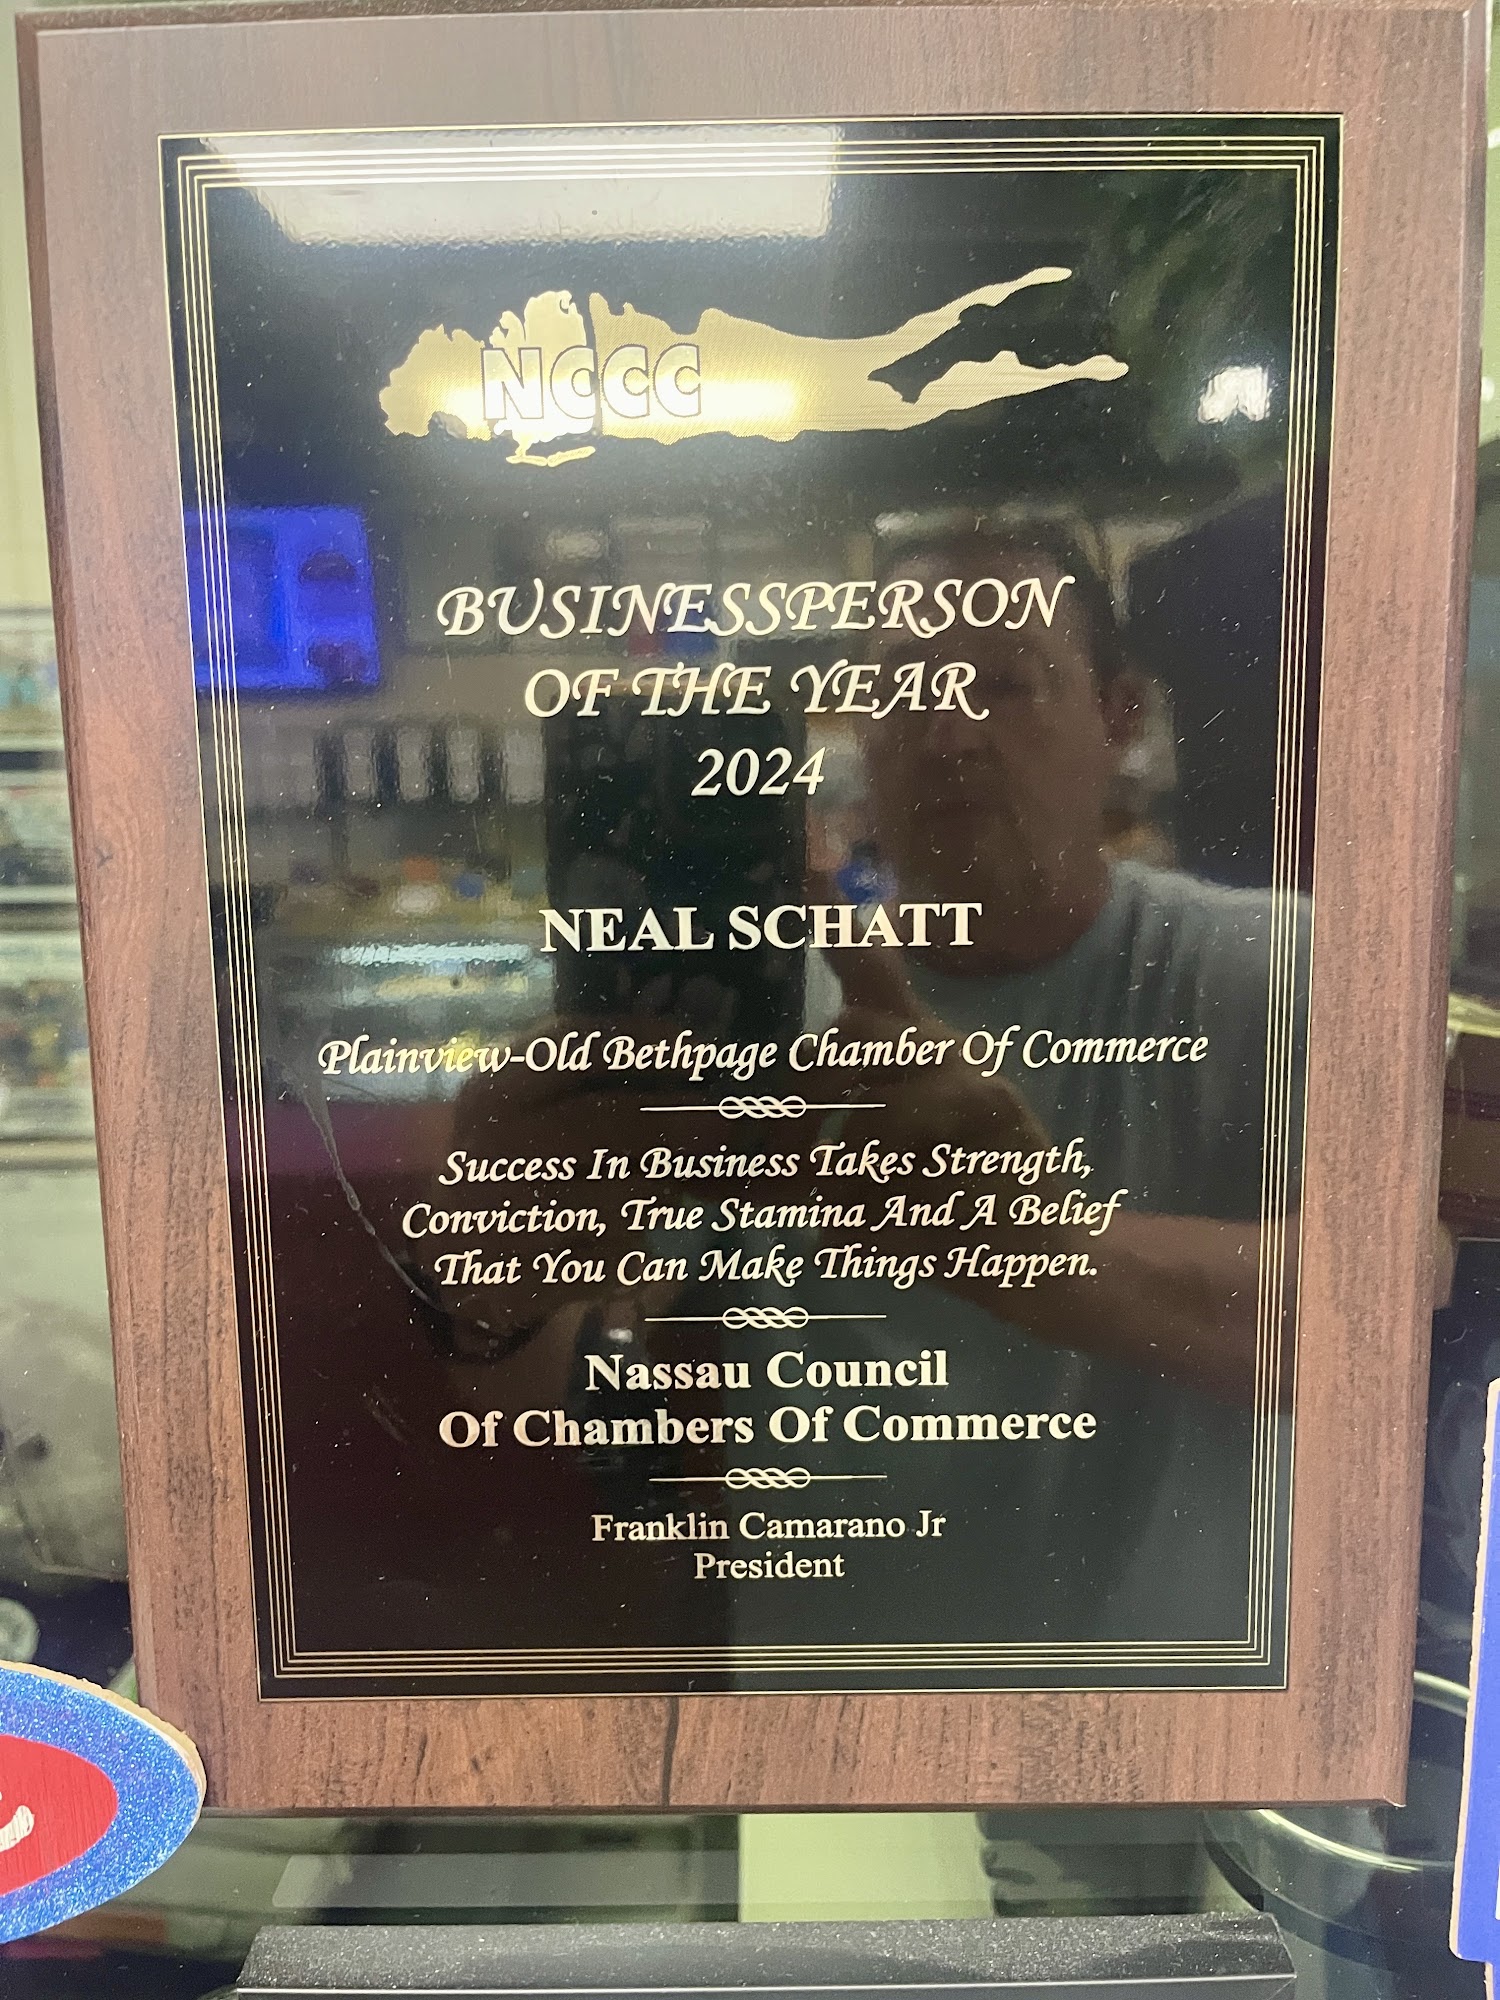 NCCC
BUSINESSPERSON
OF THE YEAR
2024
NEAL SCHATT
Plainview-Old Bethpage Chamber Of Commerce
Success In Business Takes Strength,
Conviction, True Stamina And A Belief
That You Can Make Things Happen.
Nassau Council
Of Chambers Of Commerce
Franklin Camarano Jr
President